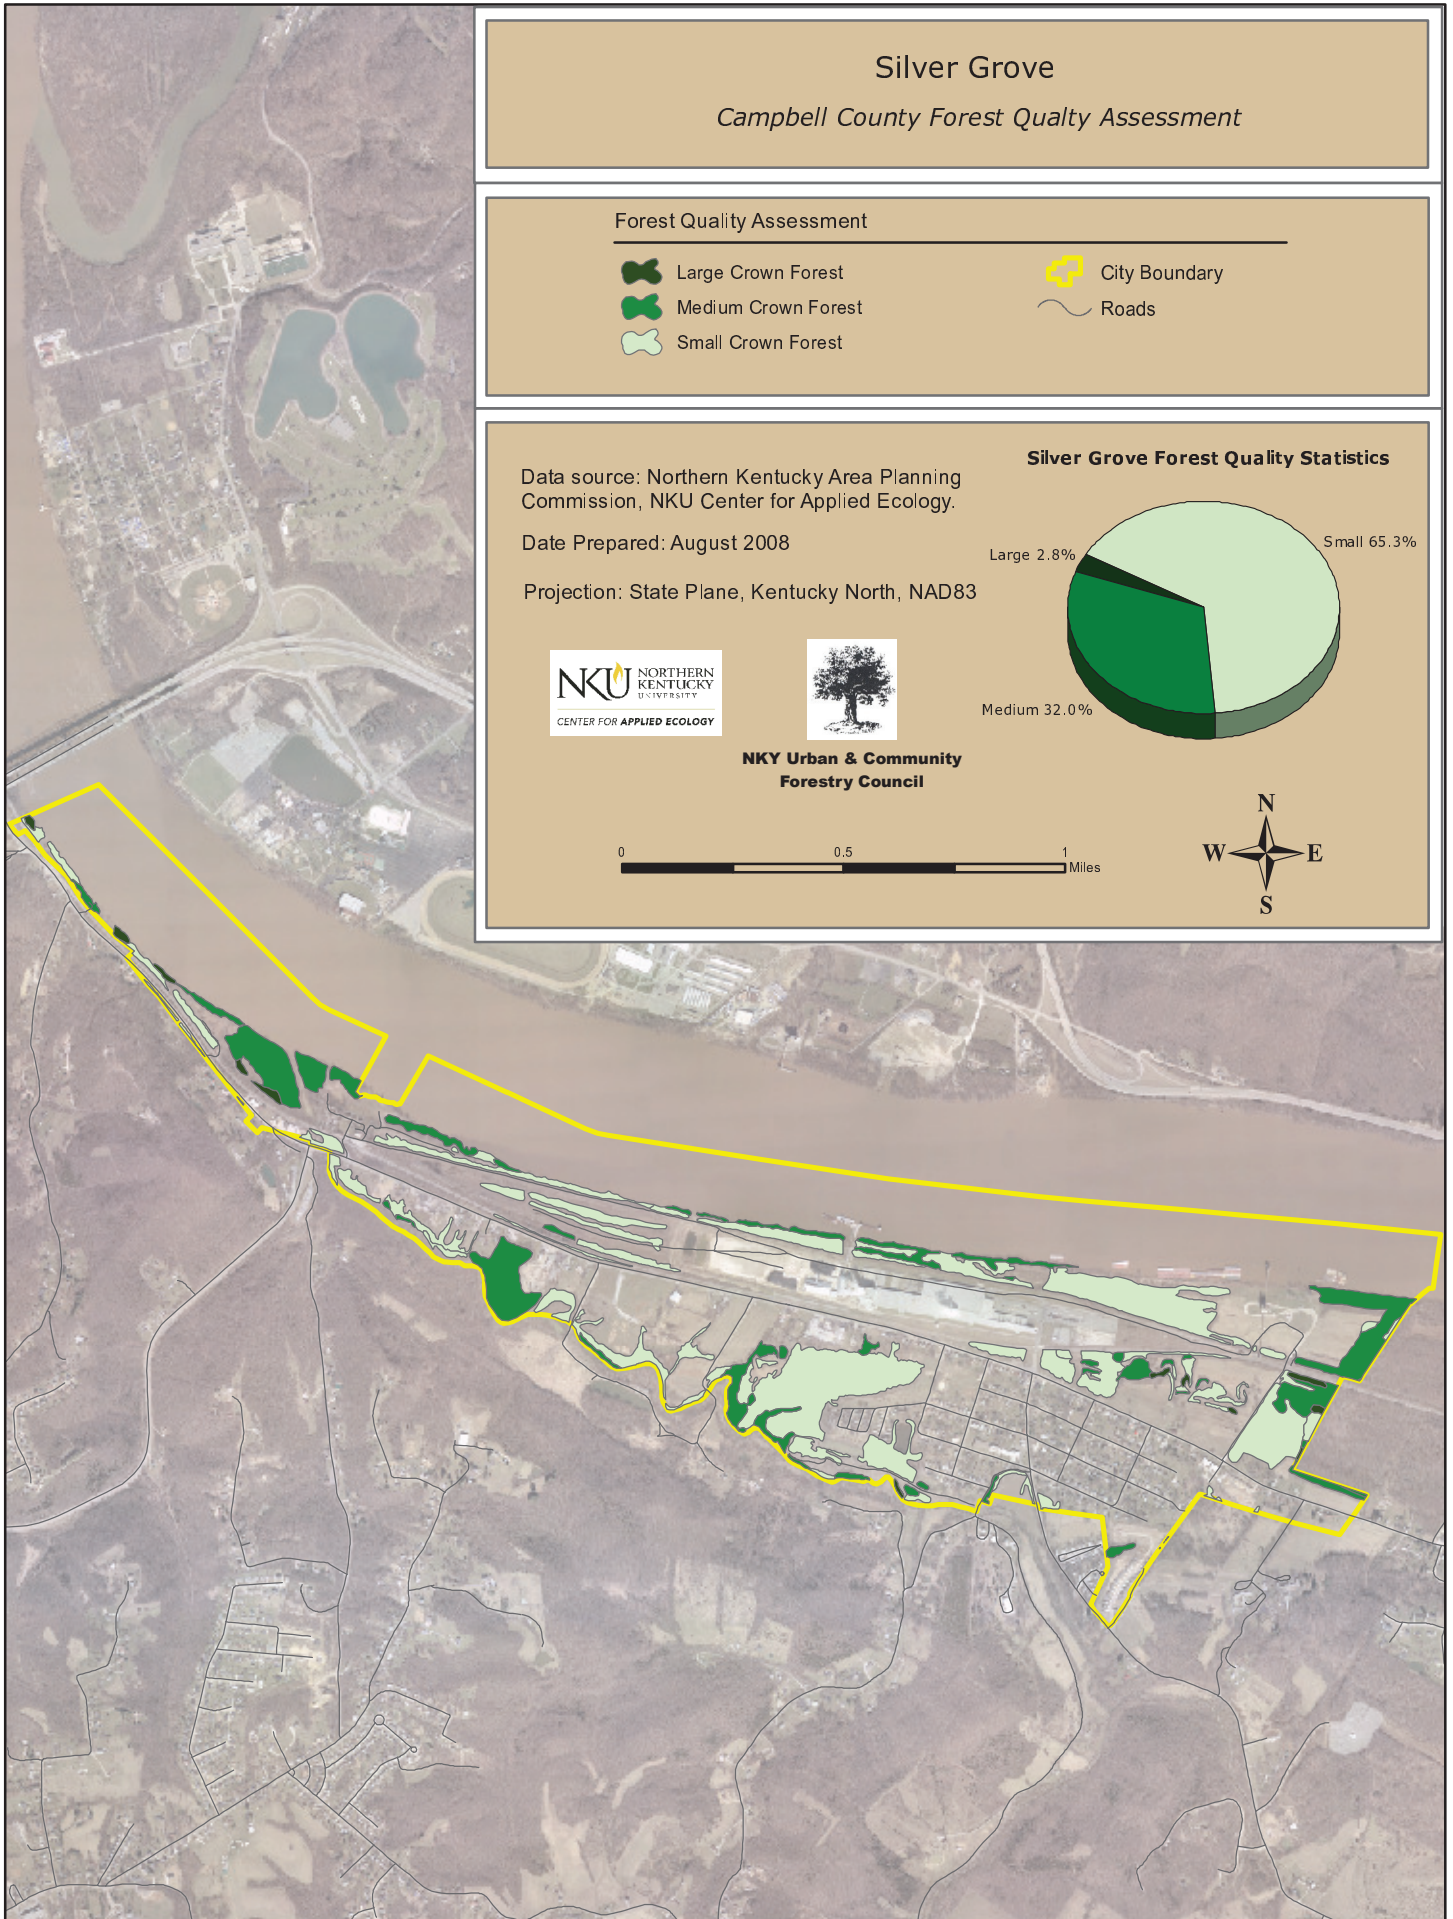 Silver Grove
Campbell County Forest Qualty Assessment
Forest Quality Assessment
Large Crown Forest
Medium Crown Forest
Small Crown Forest
City Boundary
Roads
Data source: Northern Kentucky Area Planning
Commission, NKU Center for Applied Ecology.
Date Prepared: August 2008
Projection: State Plane, Kentucky North, NAD83
NKU NORTHERN
KENTUCKY
UNIVERSITY
CENTER FOR APPLIED ECOLOGY
NKY Urban & Community
Forestry Council
Silver Grove Forest Quality Statistics
Small 65.3%
Large 2.8%
Medium 32.0%
0 0.5 1
Miles
N
W E
S